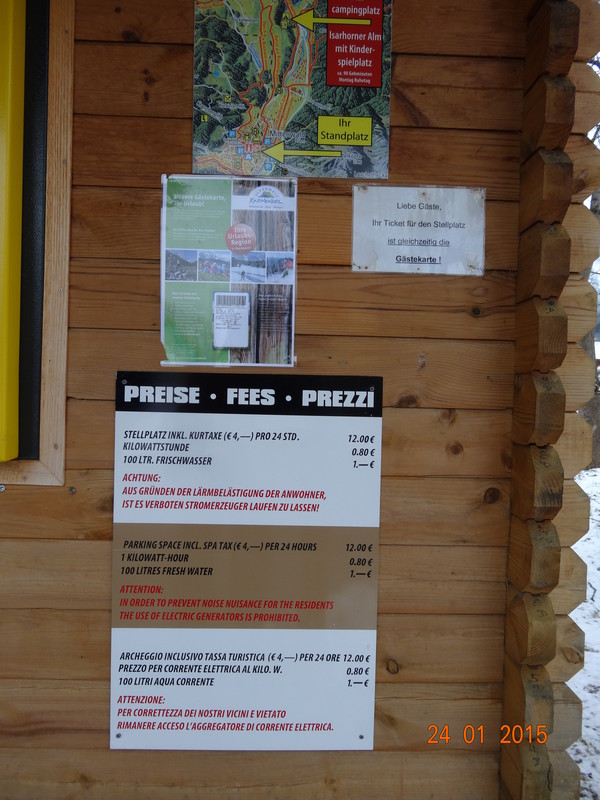 campingplatz
Isarhorner Alm
mit Kinder-
spielplatz
ca. 90 Gehminuten
Montag Ruhetag
Ihr
Standplatz
Liebe Gäste,
Ihr Ticket für den Stellplatz
ist gleichzeitig die
Gästekarte !
PREISE · FEES · PREZZI
STELLPLATZ INKL. KURTAXE (€ 4,—) PRO 24 STD. 12.00 €
KILOWATTSTUNDE 0.80 €
100 LTR. FRISCHWASSER 1.— €
ACHTUNG:
AUS GRÜNDEN DER LÄRMBELÄSTIGUNG DER ANWOHNER,
IST ES VERBOTEN STROMERZEUGER LAUFEN ZU LASSEN!
PARKING SPACE INCL. SPA TAX (€ 4,—) PER 24 HOURS 12.00 €
1 KILOWATT-HOUR 0.80 €
100 LITRES FRESH WATER 1.— €
ATTENTION:
IN ORDER TO PREVENT NOISE NUISANCE FOR THE RESIDENTS
THE USE OF ELECTRIC GENERATORS IS PROHIBITED.
ARCHEGGIO INCLUSIVO TASSA TURISTICA (€ 4,—) PER 24 ORE 12.00 €
PREZZO PER CORRENTE ELETTRICA AL KILO. W. 0.80 €
100 LITRI AQUA CORRENTE 1.— €
ATTENZIONE:
PER CORRETTEZZA DEI NOSTRI VICINI E VIETATO
RIMANERE ACCESO L'AGGREGATORE DI CORRENTE ELETTRICA.
24 01 2015